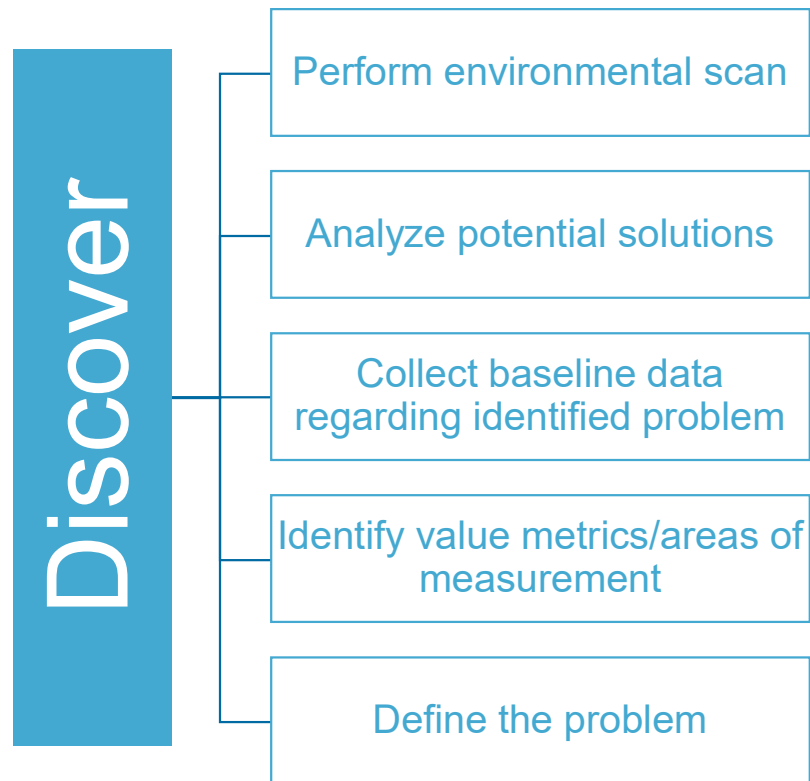 Discover
Perform environmental scan
Analyze potential solutions
Collect baseline data
regarding identified problem
Identify value metrics/areas of
measurement
Define the problem